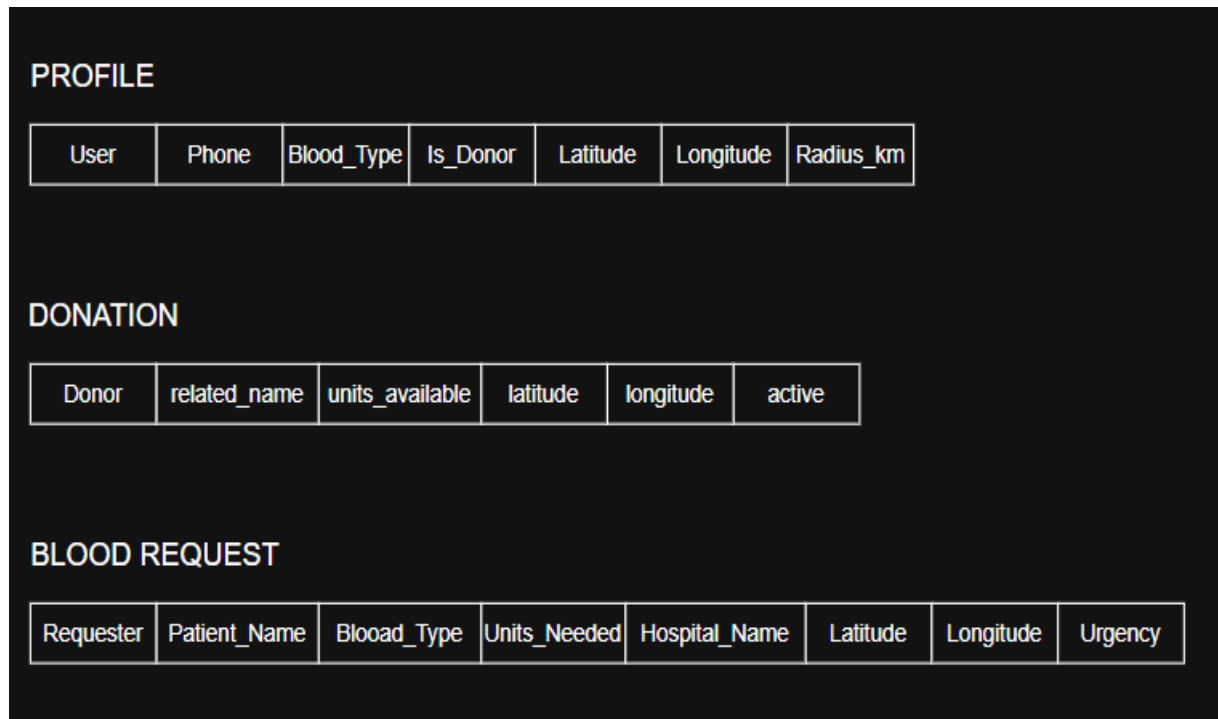 PROFILE
User Phone Blood_Type Is_Donor Latitude Longitude Radius_km
DONATION
Donor related_name units_available latitude longitude active
BLOOD REQUEST
Requester Patient_Name Blooad_Type Units_Needed Hospital_Name Latitude Longitude Urgency